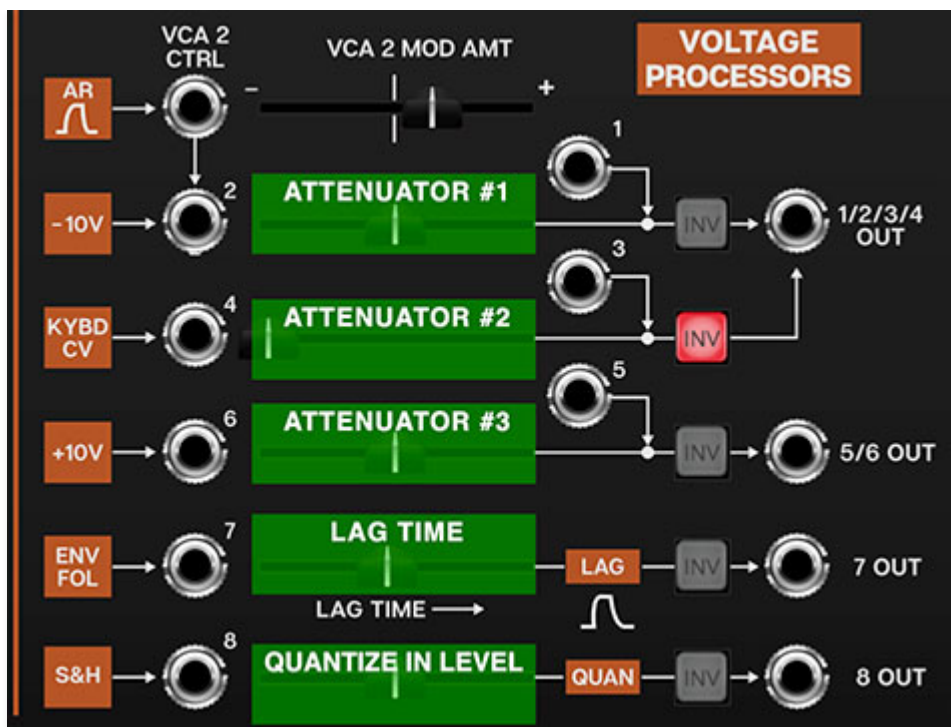 VCA 2
CTRL
VCA 2 MOD AMT
VOLTAGE
PROCESSORS
AR
-
+
1
-10V
2
ATTENUATOR #1
INV
1/2/3/4
OUT
3
KYBD
CV
4
ATTENUATOR #2
INV
5
+10V
6
ATTENUATOR #3
INV
5/6 OUT
ENV
FOL
7
LAG TIME
LAG
INV
7 OUT
LAG TIME
S&H
8
QUANTIZE IN LEVEL
QUAN
INV
8 OUT